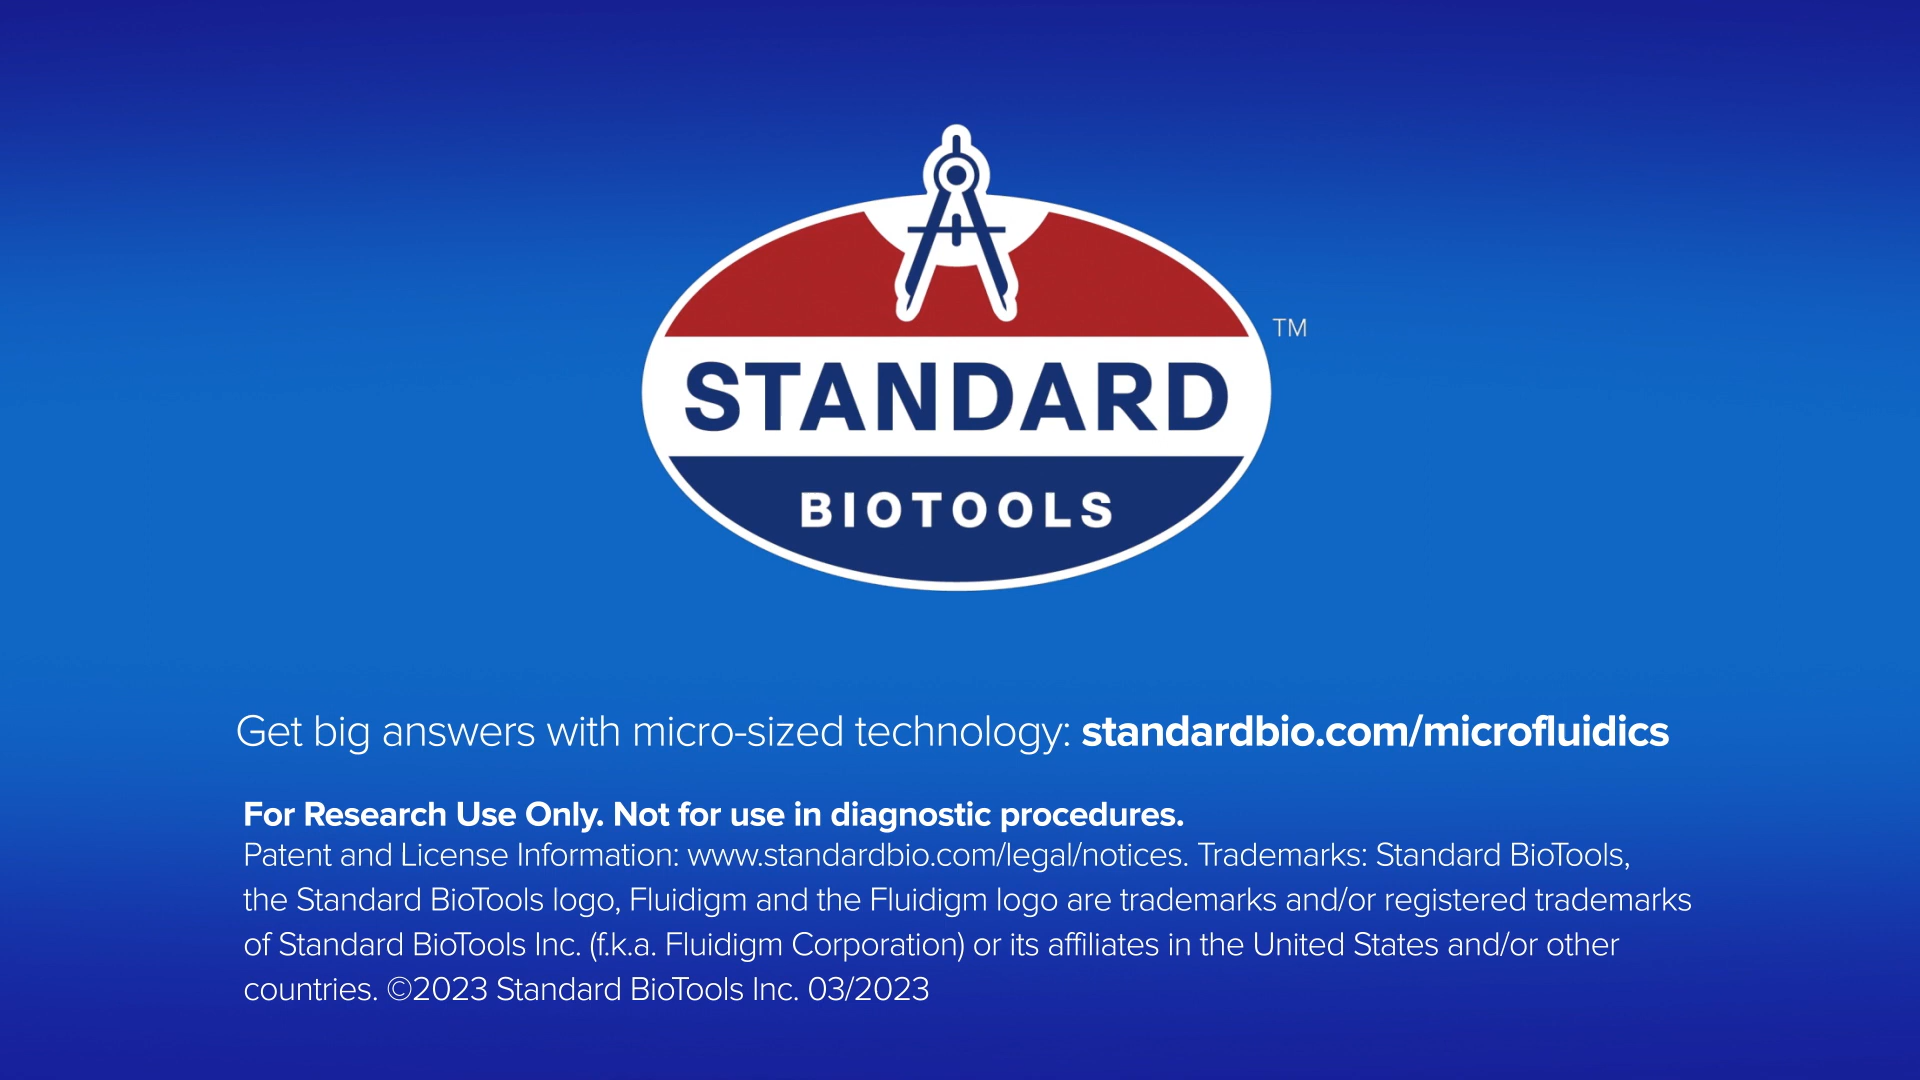 STANDARD
TM
BIOTOOLS
Get big answers with micro-sized technology: standardbio.com/microfluidics
For Research Use Only. Not for use in diagnostic procedures.
Patent and License Information: www.standardbio.com/legal/notices. Trademarks: Standard BioTools,
the Standard BioTools logo, Fluidigm and the Fluidigm logo are trademarks and/or registered trademarks
of Standard BioTools Inc. (f.k.a. Fluidigm Corporation) or its affiliates in the United States and/or other
countries. ©2023 Standard BioTools Inc. 03/2023